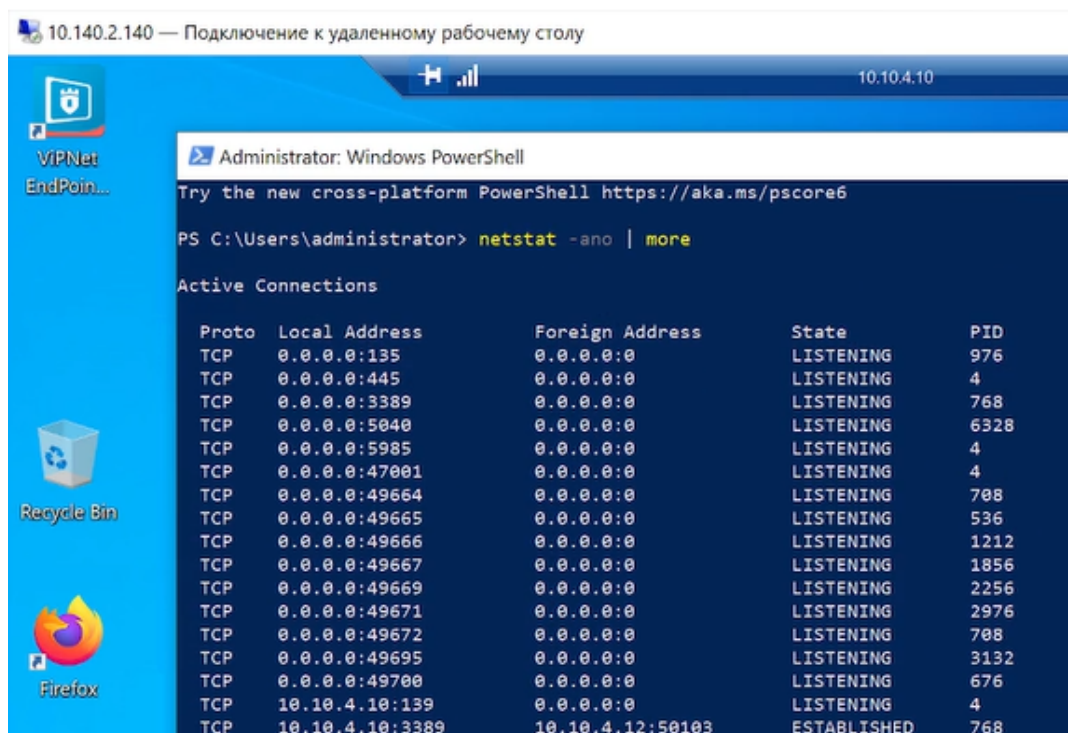 10.140.2.140 — Подключение к удаленному рабочему столу
10.10.4.10
ViPNet
EndPoin...
Administrator: Windows PowerShell
Try the new cross-platform PowerShell https://aka.ms/pscore6
PS C:\Users\administrator> netstat -ano | more
Active Connections
Proto Local Address Foreign Address State PID
TCP 0.0.0.0:135 0.0.0.0:0 LISTENING 976
TCP 0.0.0.0:445 0.0.0.0:0 LISTENING 4
TCP 0.0.0.0:3389 0.0.0.0:0 LISTENING 768
TCP 0.0.0.0:5040 0.0.0.0:0 LISTENING 6328
TCP 0.0.0.0:5985 0.0.0.0:0 LISTENING 4
TCP 0.0.0.0:47001 0.0.0.0:0 LISTENING 4
TCP 0.0.0.0:49664 0.0.0.0:0 LISTENING 708
TCP 0.0.0.0:49665 0.0.0.0:0 LISTENING 536
TCP 0.0.0.0:49666 0.0.0.0:0 LISTENING 1212
TCP 0.0.0.0:49667 0.0.0.0:0 LISTENING 1856
TCP 0.0.0.0:49669 0.0.0.0:0 LISTENING 2256
TCP 0.0.0.0:49671 0.0.0.0:0 LISTENING 2976
TCP 0.0.0.0:49672 0.0.0.0:0 LISTENING 708
TCP 0.0.0.0:49695 0.0.0.0:0 LISTENING 3132
TCP 0.0.0.0:49700 0.0.0.0:0 LISTENING 676
TCP 10.10.4.10:139 0.0.0.0:0 LISTENING 4
TCP 10.10.4.10:3389 10.10.4.12:50103 ESTABLISHED 768
Recycle Bin
Firefox